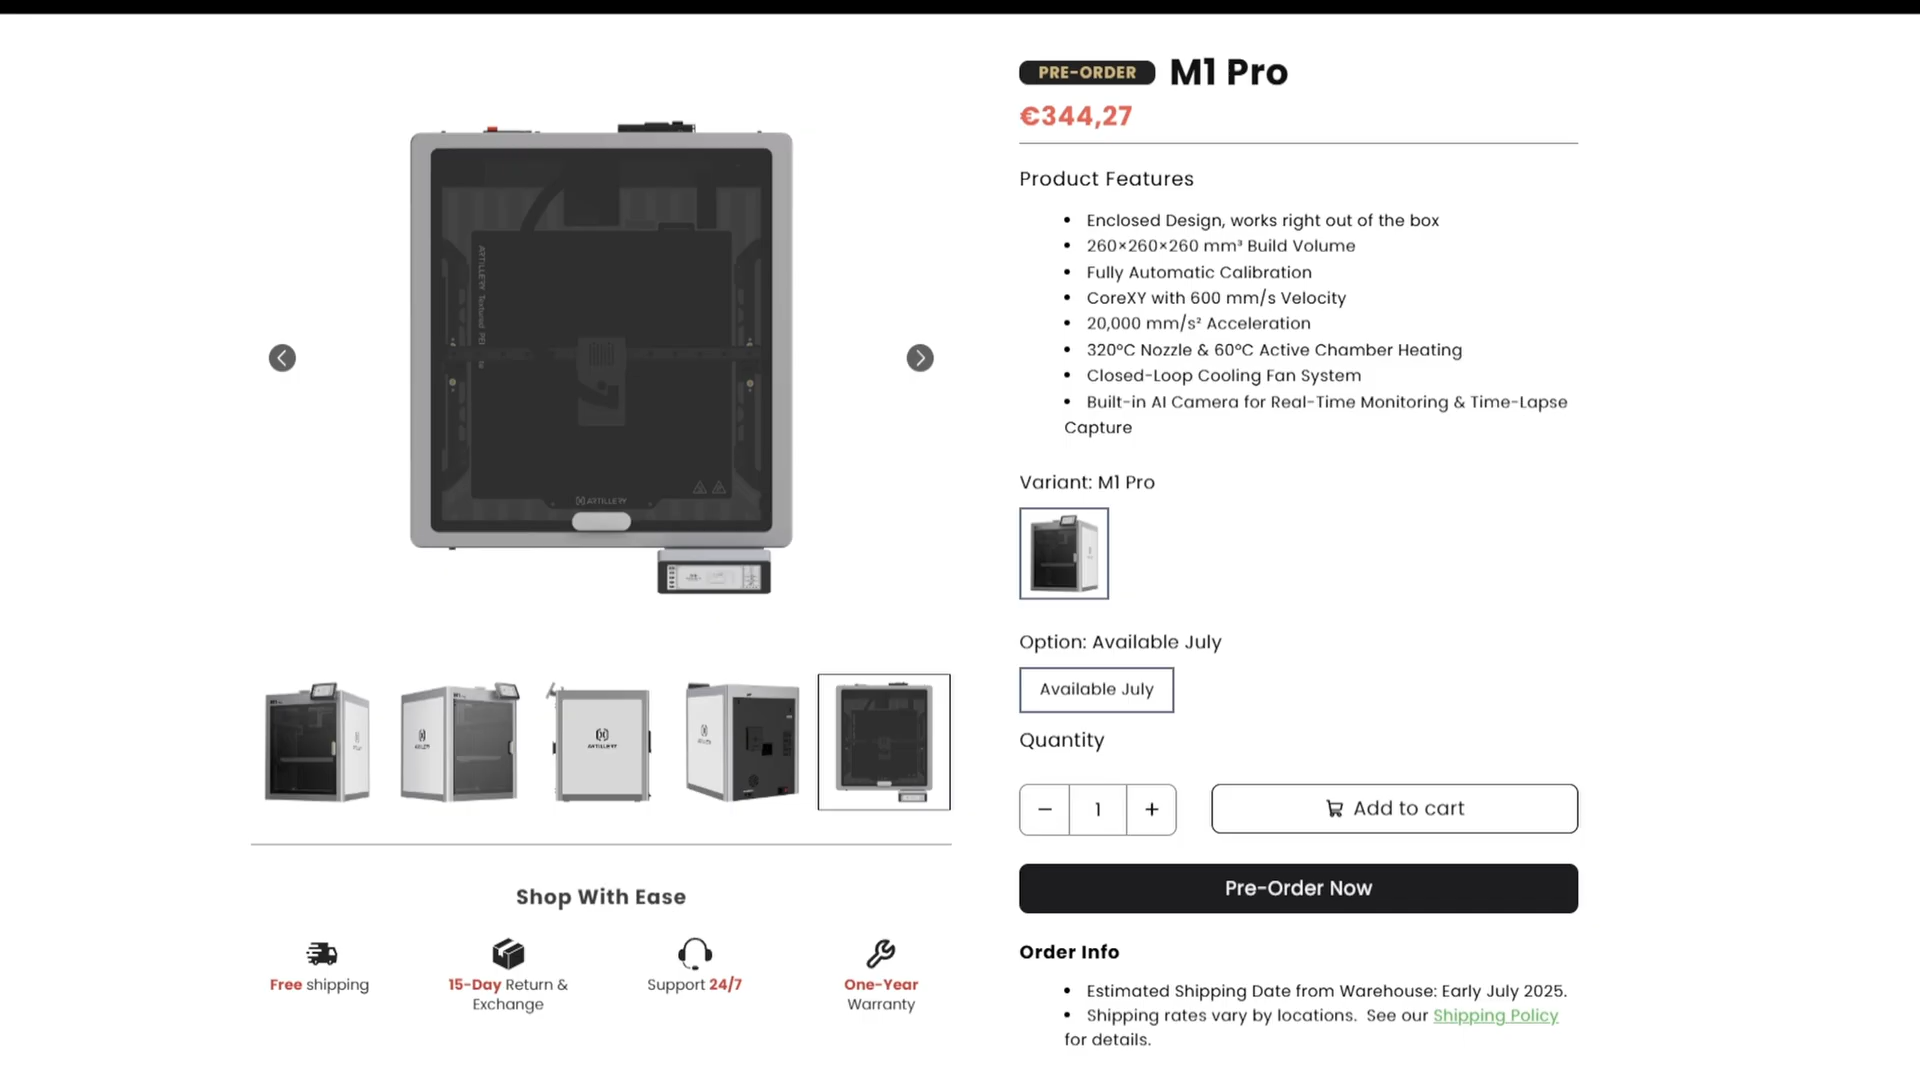 PRE-ORDER M1 Pro
€344,27
Product Features
• Enclosed Design, works right out of the box
• 260×260×260 mm³ Build Volume
• Fully Automatic Calibration
• CoreXY with 600 mm/s Velocity
• 20,000 mm/s² Acceleration
• 320°C Nozzle & 60°C Active Chamber Heating
• Closed-Loop Cooling Fan System
• Built-in AI Camera for Real-Time Monitoring & Time-Lapse
Capture
Variant: M1 Pro
Option: Available July
Available July
Quantity
− 1 +
Add to cart
Pre-Order Now
Order Info
• Estimated Shipping Date from Warehouse: Early July 2025.
• Shipping rates vary by locations. See our Shipping Policy
for details.
ARTILLERY Textured PEI
ARTILLERY
ARTILLERY
Shop With Ease
Free shipping
15-Day Return &
Exchange
Support 24/7
One-Year
Warranty